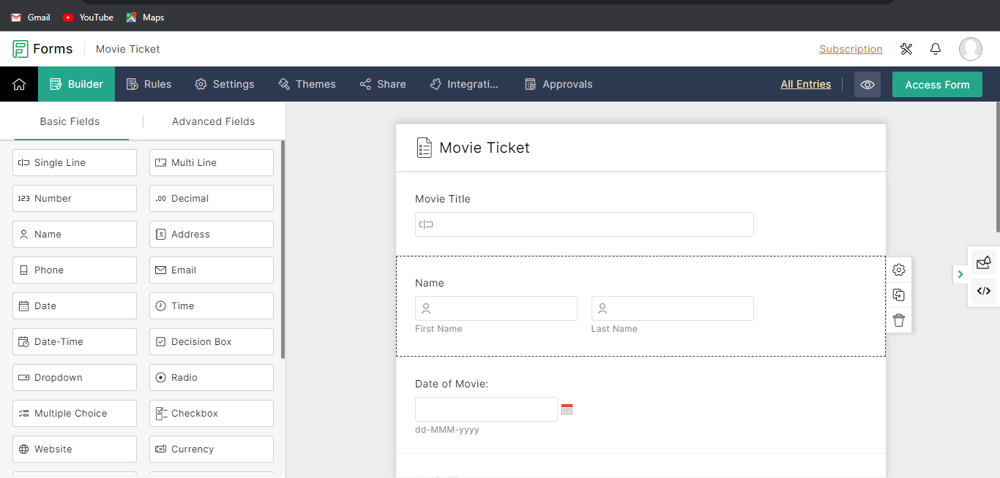 Gmail YouTube Maps
Forms Movie Ticket Subscription
Builder Rules Settings Themes Share Integrati... Approvals All Entries Access Form
Basic Fields Advanced Fields
Single Line Multi Line
123 Number .00 Decimal
Name Address
Phone Email
Date Time
Date-Time Decision Box
Dropdown Radio
Multiple Choice Checkbox
Website Currency
Movie Ticket
Movie Title
Name
First Name Last Name
Date of Movie:
dd-MMM-yyyy